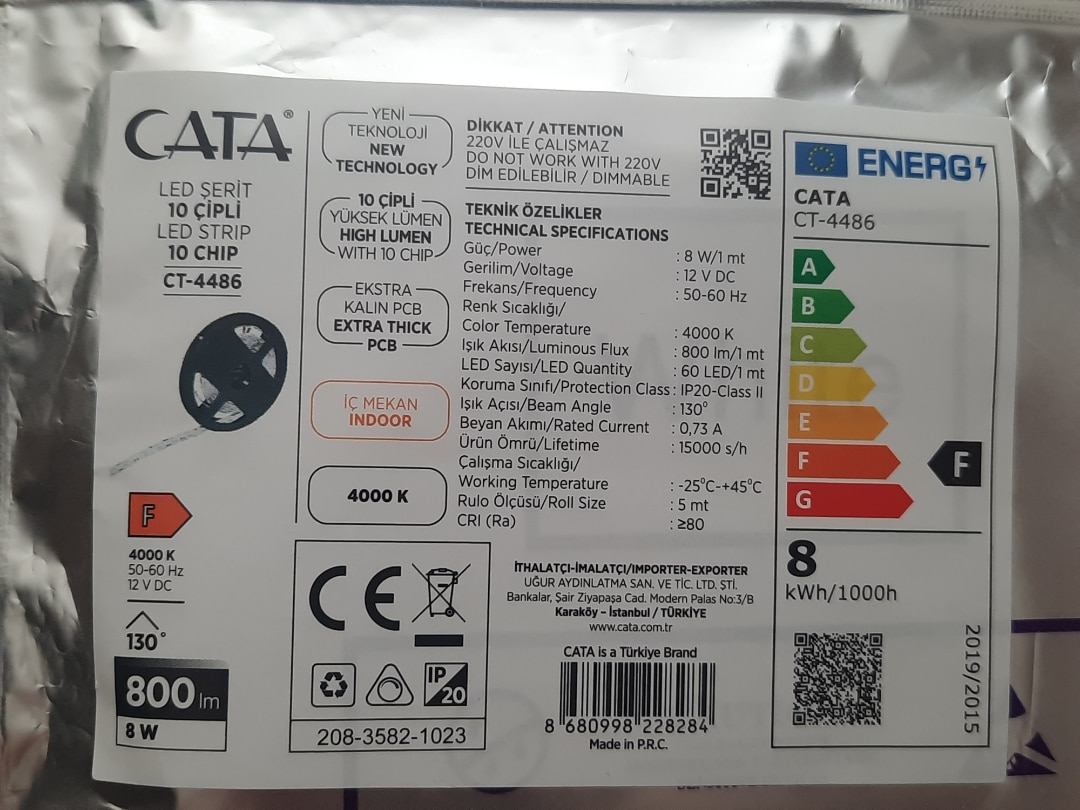 CATA®
LED ŞERİT
10 ÇİPLİ
LED STRIP
10 CHIP
CT-4486
F
4000 K
50-60 Hz
12 V DC
130°
800 lm
8 W
YENİ
TEKNOLOJİ
NEW
TECHNOLOGY
10 ÇİPLİ
YÜKSEK LÜMEN
HIGH LUMEN
WITH 10 CHIP
EKSTRA
KALIN PCB
EXTRA THICK
PCB
İÇ MEKAN
INDOOR
4000 K
DİKKAT / ATTENTION
220V İLE ÇALIŞMAZ
DO NOT WORK WITH 220V
DİM EDİLEBİLİR / DIMMABLE
TEKNİK ÖZELİKLER
TECHNICAL SPECIFICATIONS
Güç/Power : 8 W/1 mt
Gerilim/Voltage : 12 V DC
Frekans/Frequency : 50-60 Hz
Renk Sıcaklığı/
Color Temperature : 4000 K
Işık Akısı/Luminous Flux : 800 lm/1 mt
LED Sayısı/LED Quantity : 60 LED/1 mt
Koruma Sınıfı/Protection Class : IP20-Class II
Işık Açısı/Beam Angle : 130°
Beyan Akımı/Rated Current : 0,73 A
Ürün Ömrü/Lifetime : 15000 s/h
Çalışma Sıcaklığı/
Working Temperature : -25°C-+45°C
Rulo Ölçüsü/Roll Size : 5 mt
CRI (Ra) : ≥80
CE
IP
20
208-3582-1023
İTHALATÇI-İMALATÇI/IMPORTER-EXPORTER
UĞUR AYDINLATMA SAN. VE TİC. LTD. ŞTİ.
Bankalar, Şair Ziyapaşa Cad. Modern Palas No:3/B
Karaköy – İstanbul / TÜRKİYE
www.cata.com.tr
CATA is a Türkiye Brand
8 680998 228284
Made in P.R.C.
ENERG
CATA
CT-4486
A
B
C
D
E
F
G
F
8
kWh/1000h
2019/2015